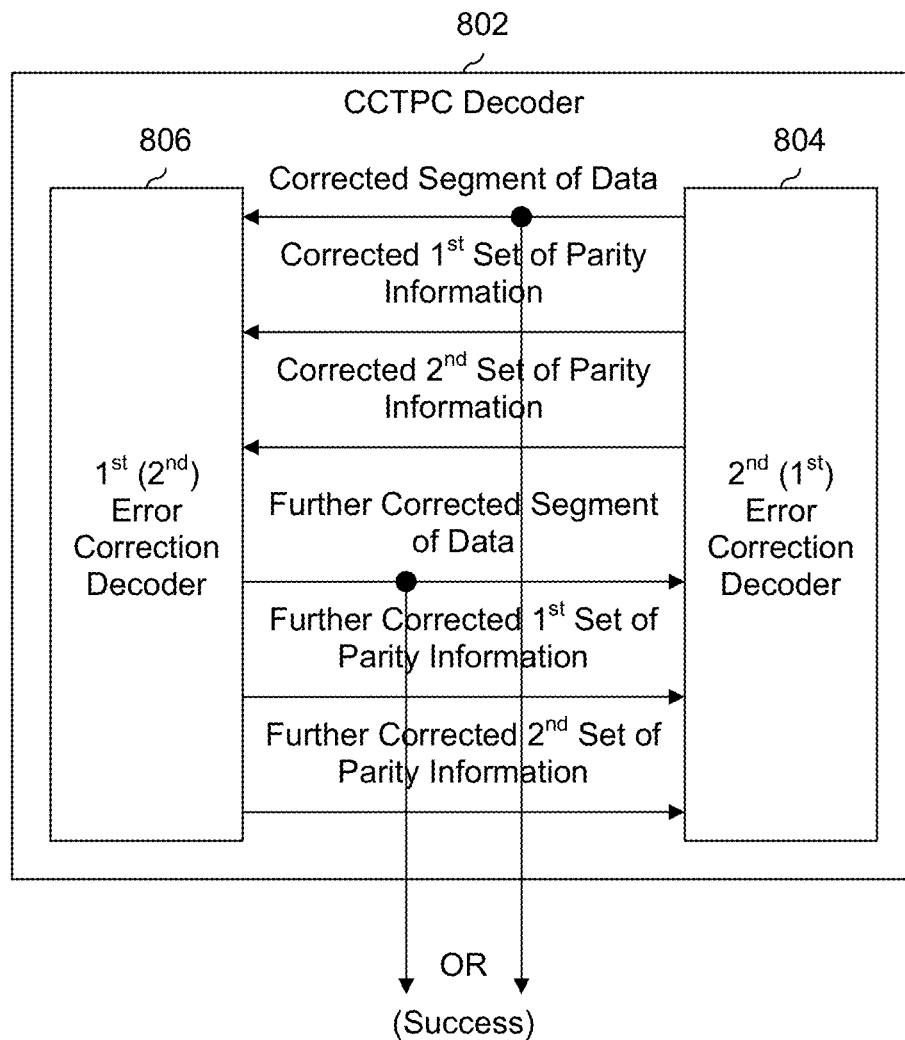 802
CCTPC Decoder
806
804
Corrected Segment of Data
Corrected 1st Set of Parity
Information
Corrected 2nd Set of Parity
Information
1st (2nd)
Error
Correction
Decoder
Further Corrected Segment
of Data
Further Corrected 1st Set of
Parity Information
Further Corrected 2nd Set of
Parity Information
2nd (1st)
Error
Correction
Decoder
OR
(Success)